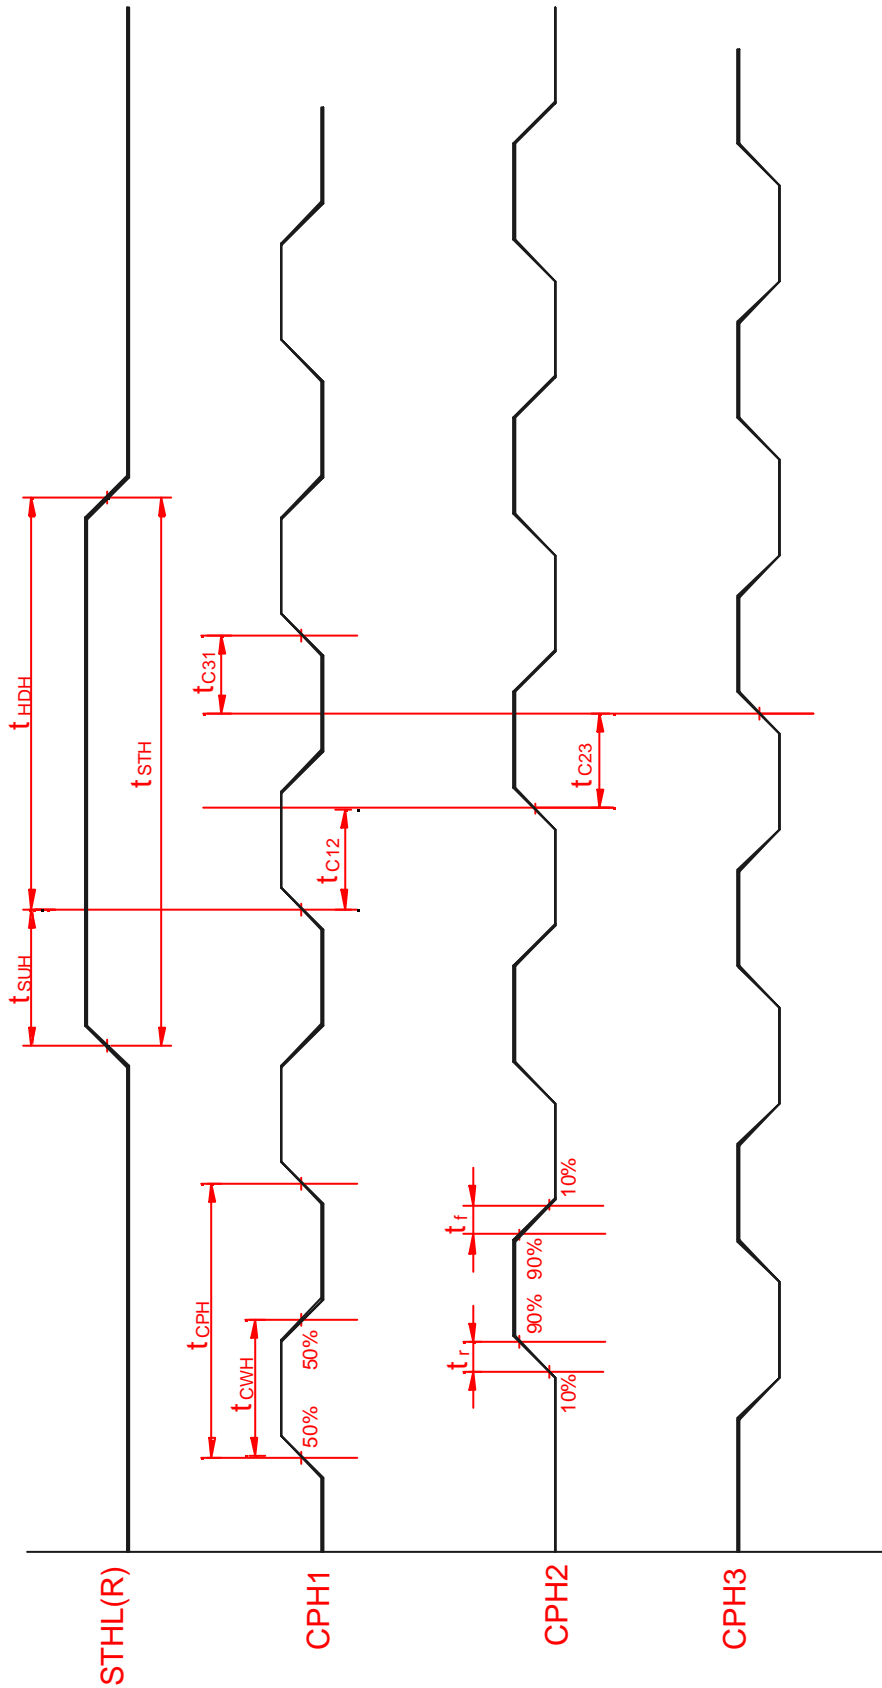 STHL(R)
tSUH
tHDH
tSTH
CPH1
tCPH
tCWH
50%
50%
tC12
tC31
CPH2
tr
tf
10%
90%
90%
10%
tC23
CPH3